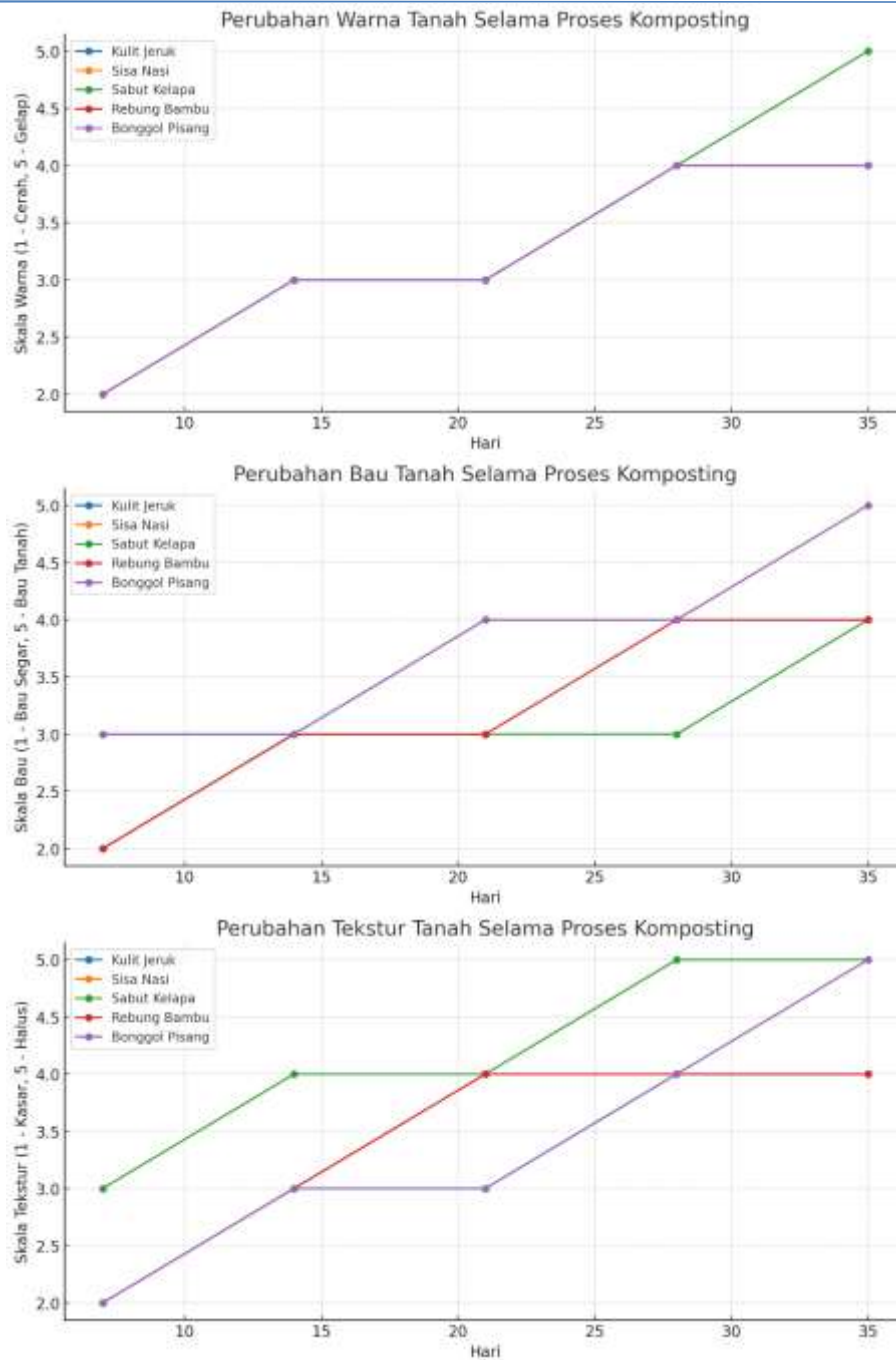 Perubahan Warna Tanah Selama Proses Komposting
Kulit Jeruk
Sisa Nasi
Sabut Kelapa
Rebung Bambu
Bonggol Pisang
Skala Warna (1 - Cerah, 5 - Gelap)
5.0
4.5
4.0
3.5
3.0
2.5
2.0
10 15 20 25 30 35
Hari
Perubahan Bau Tanah Selama Proses Komposting
Kulit Jeruk
Sisa Nasi
Sabut Kelapa
Rebung Bambu
Bonggol Pisang
Skala Bau (1 - Bau Segar, 5 - Bau Tanah)
5.0
4.5
4.0
3.5
3.0
2.5
2.0
10 15 20 25 30 35
Hari
Perubahan Tekstur Tanah Selama Proses Komposting
Kulit Jeruk
Sisa Nasi
Sabut Kelapa
Rebung Bambu
Bonggol Pisang
Skala Tekstur (1 - Kasar, 5 - Halus)
5.0
4.5
4.0
3.5
3.0
2.5
2.0
10 15 20 25 30 35
Hari